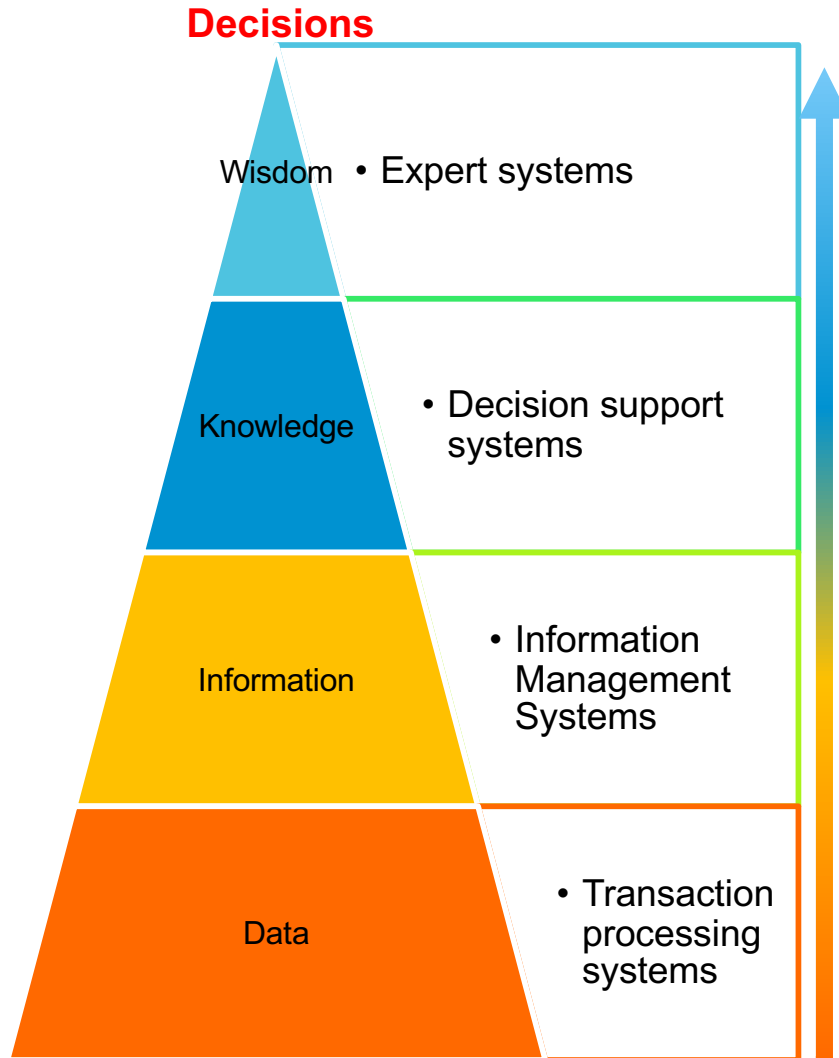 Decisions
Wisdom
• Expert systems
Knowledge
• Decision support
systems
Information
• Information
Management
Systems
Data
• Transaction
processing
systems